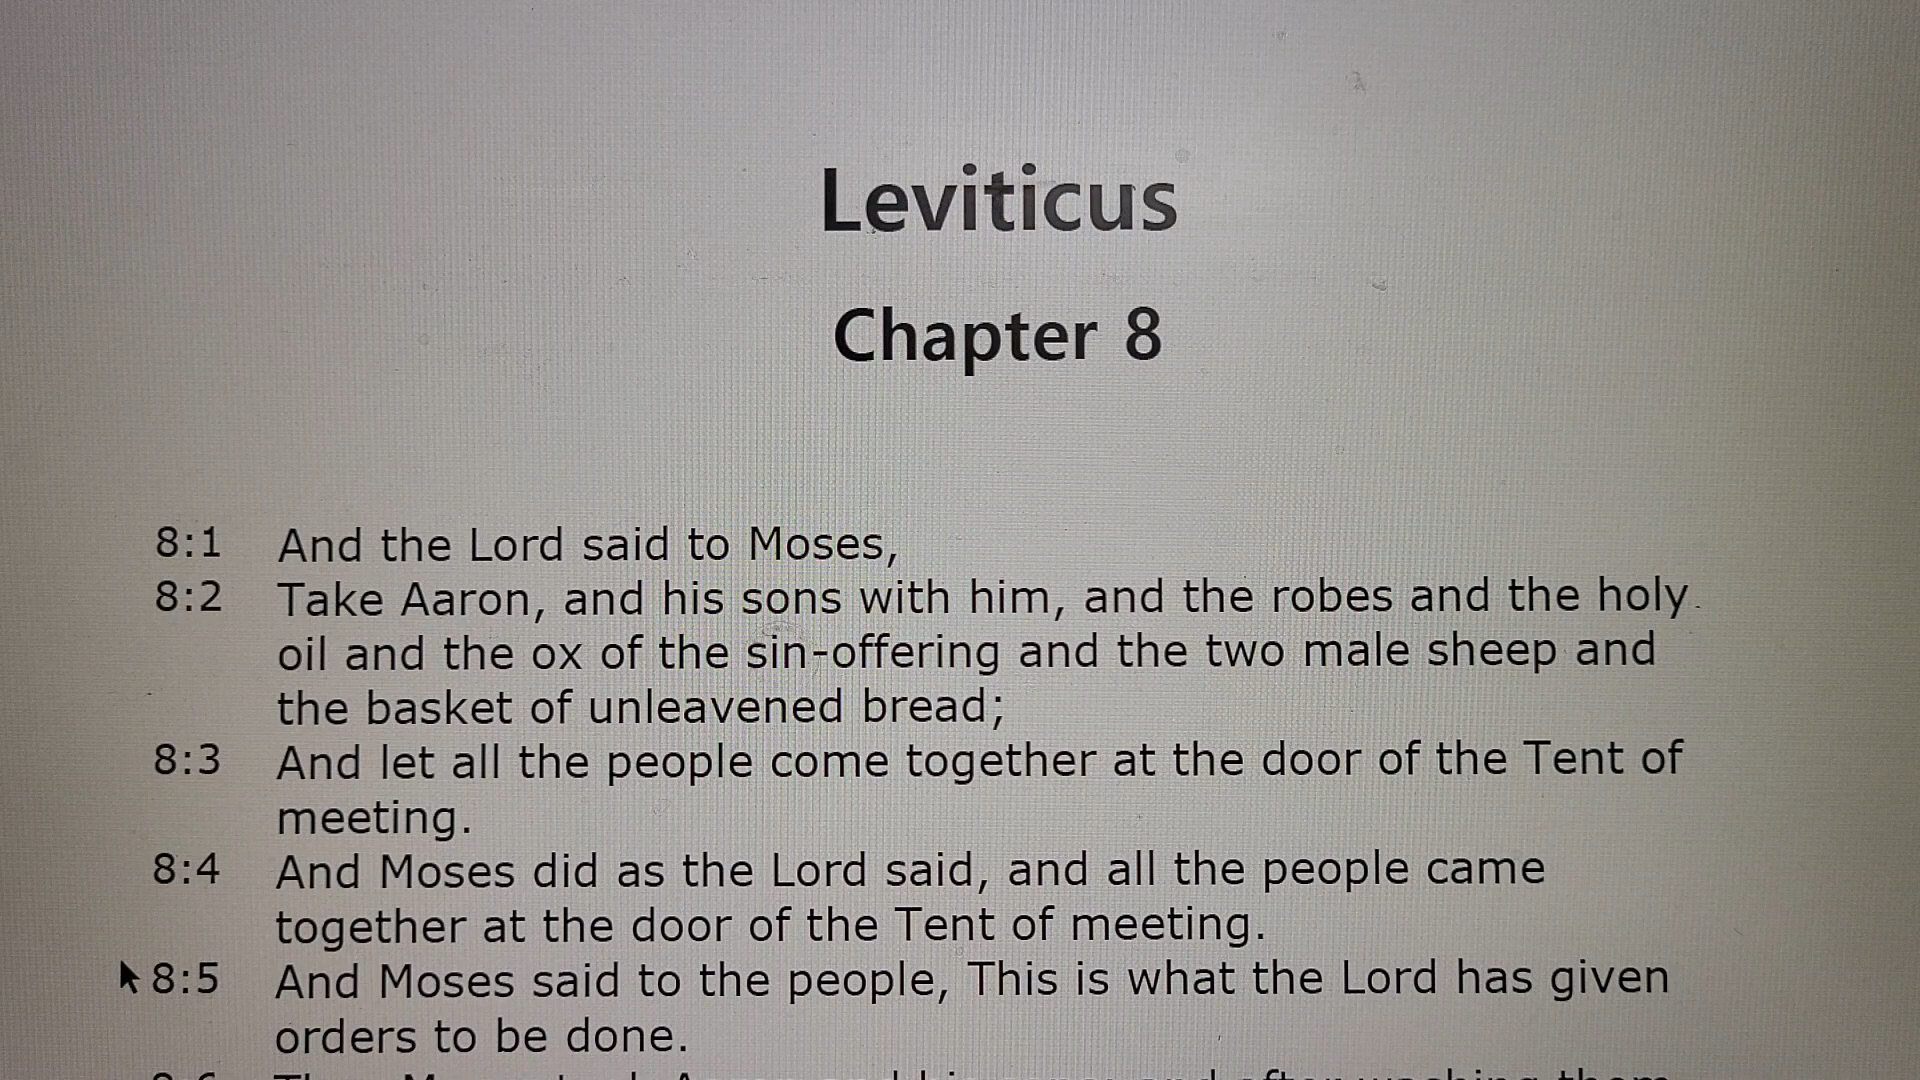 Leviticus
Chapter 8
8:1 And the Lord said to Moses,
8:2 Take Aaron, and his sons with him, and the robes and the holy
oil and the ox of the sin-offering and the two male sheep and
the basket of unleavened bread;
8:3 And let all the people come together at the door of the Tent of
meeting.
8:4 And Moses did as the Lord said, and all the people came
together at the door of the Tent of meeting.
8:5 And Moses said to the people, This is what the Lord has given
orders to be done.